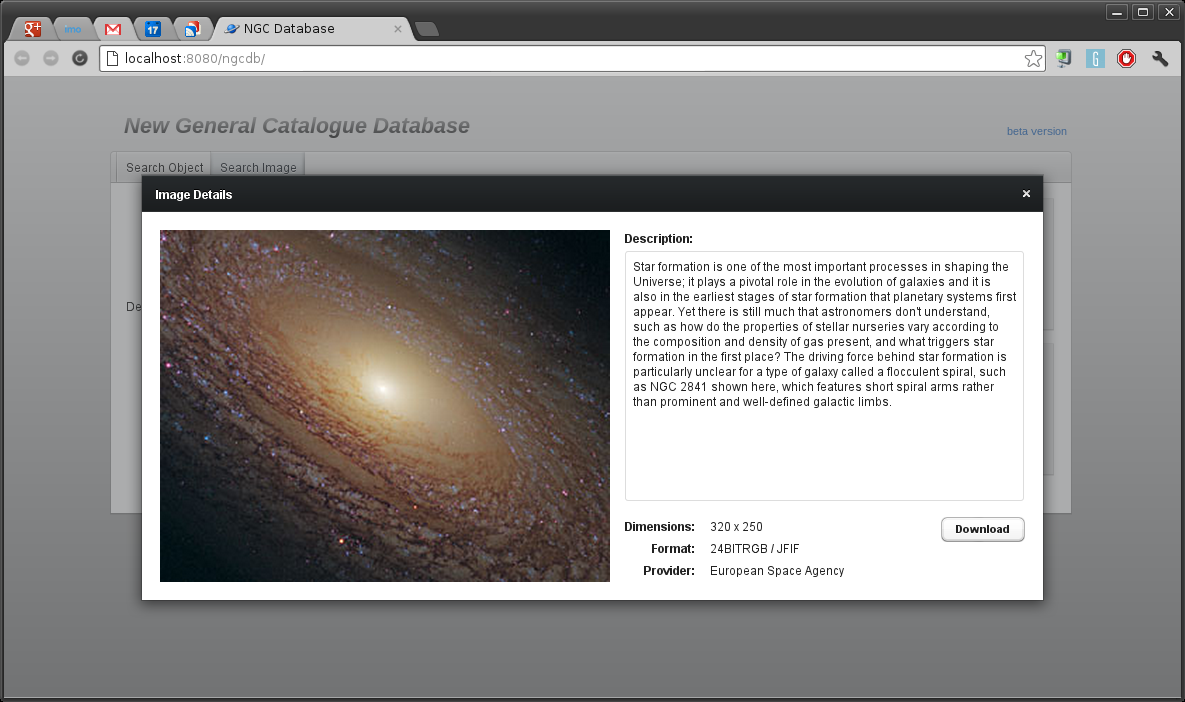 g+
rmo
17
NGC Database
localhost:8080/ngcdb/
G
New General Catalogue Database
beta version
Search Object
Search Image
Image Details
De
Description:
Star formation is one of the most important processes in shaping the
Universe; it plays a pivotal role in the evolution of galaxies and it is
also in the earliest stages of star formation that planetary systems first
appear. Yet there is still much that astronomers don't understand,
such as how do the properties of stellar nurseries vary according to
the composition and density of gas present, and what triggers star
formation in the first place? The driving force behind star formation is
particularly unclear for a type of galaxy called a flocculent spiral, such
as NGC 2841 shown here, which features short spiral arms rather
than prominent and well-defined galactic limbs.
Dimensions: 320 x 250
Download
Format: 24BITRGB / JFIF
Provider: European Space Agency